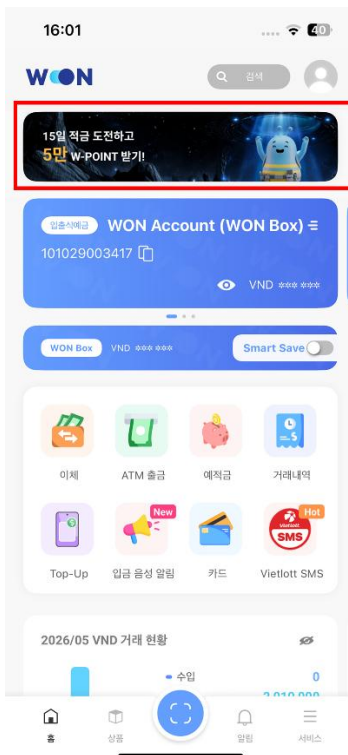 16:01
40
WON
검색
15일 적금 도전하고
5만 W-POINT 받기!
입출식예금 WON Account (WON Box)
101029003417
VND *** ***
WON Box VND *** *** Smart Save
이체 ATM 출금 예적금 거래내역
New Hot
Vietlott
SMS
Top-Up 입금 음성 알림 카드 Vietlott SMS
2026/05 VND 거래 현황
수입 0
홈 상품 알림 서비스